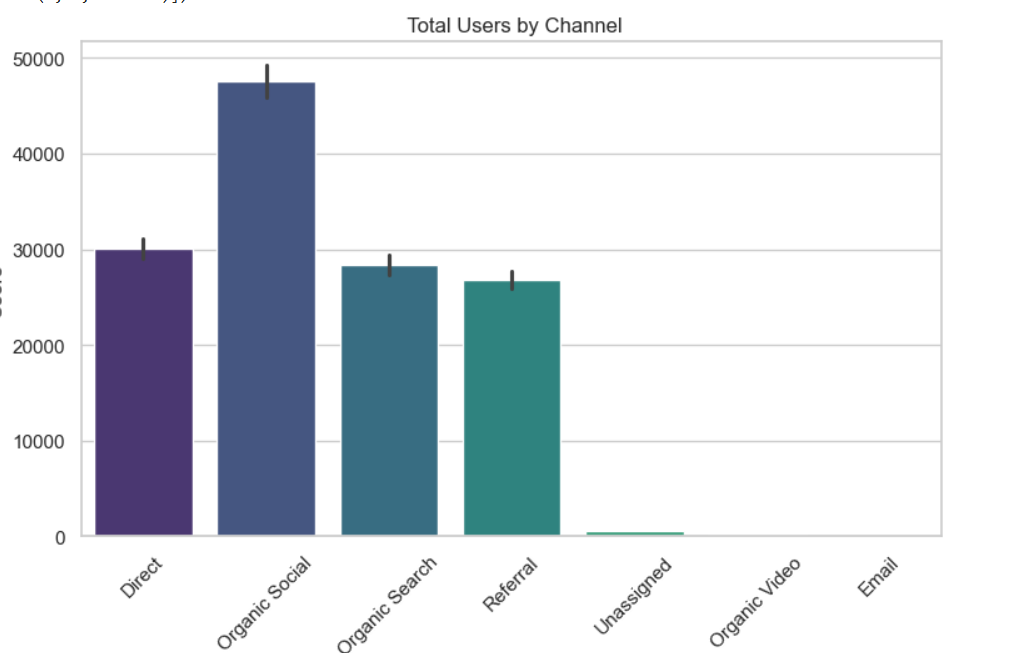 Total Users by Channel
50000
40000
30000
20000
10000
0
Direct
Organic Social
Organic Search
Referral
Unassigned
Organic Video
Email